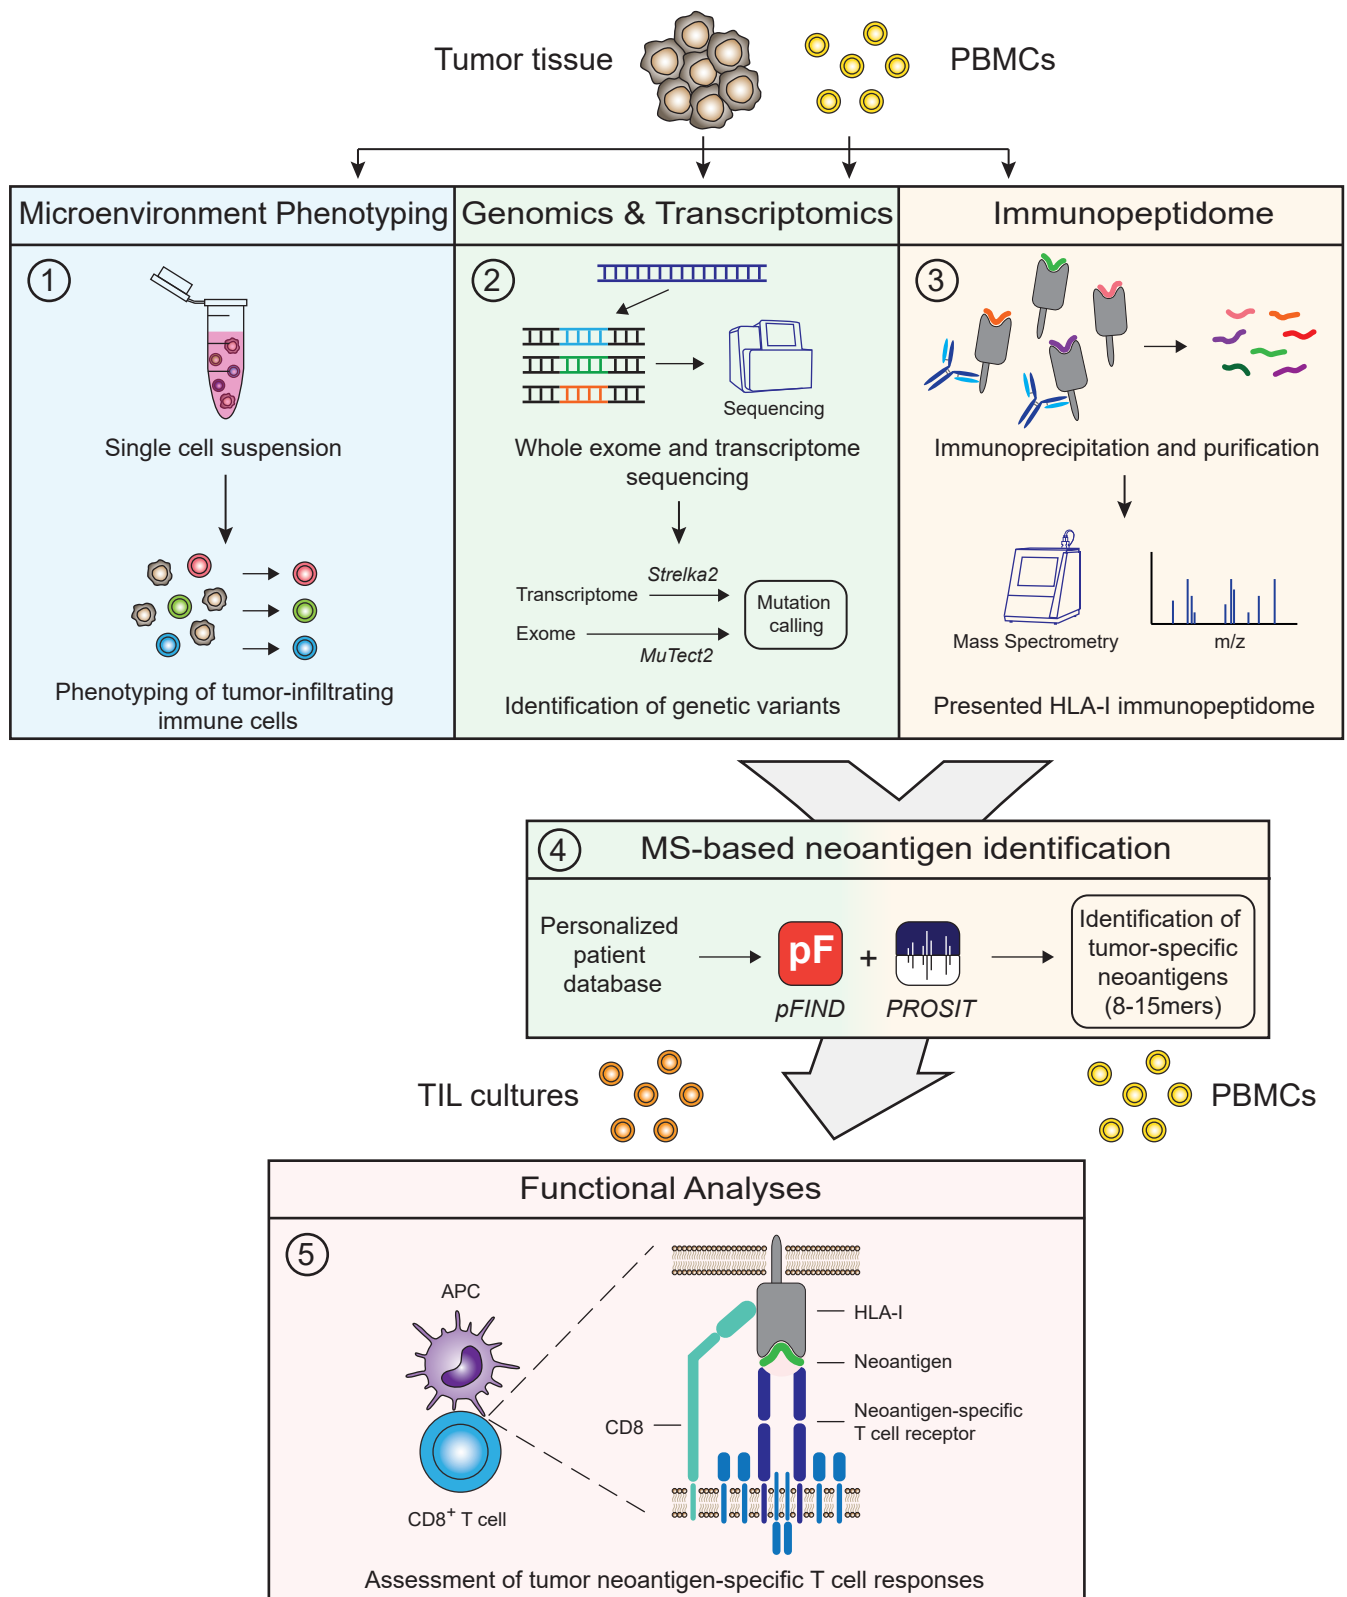 Tumor tissue
PBMCs
Microenvironment Phenotyping
Genomics & Transcriptomics
Immunopeptidome
1
Single cell suspension
Phenotyping of tumor-infiltrating
immune cells
2
Sequencing
Whole exome and transcriptome
sequencing
Strelka2
Transcriptome
Exome
MuTect2
Mutation
calling
Identification of genetic variants
3
Immunoprecipitation and purification
Mass Spectrometry
m/z
Presented HLA-I immunopeptidome
4
MS-based neoantigen identification
Personalized
patient
database
pF
+
pFIND
PROSIT
Identification of
tumor-specific
neoantigens
(8-15mers)
TIL cultures
PBMCs
Functional Analyses
5
APC
CD8+ T cell
HLA-I
Neoantigen
CD8
Neoantigen-specific
T cell receptor
Assessment of tumor neoantigen-specific T cell responses